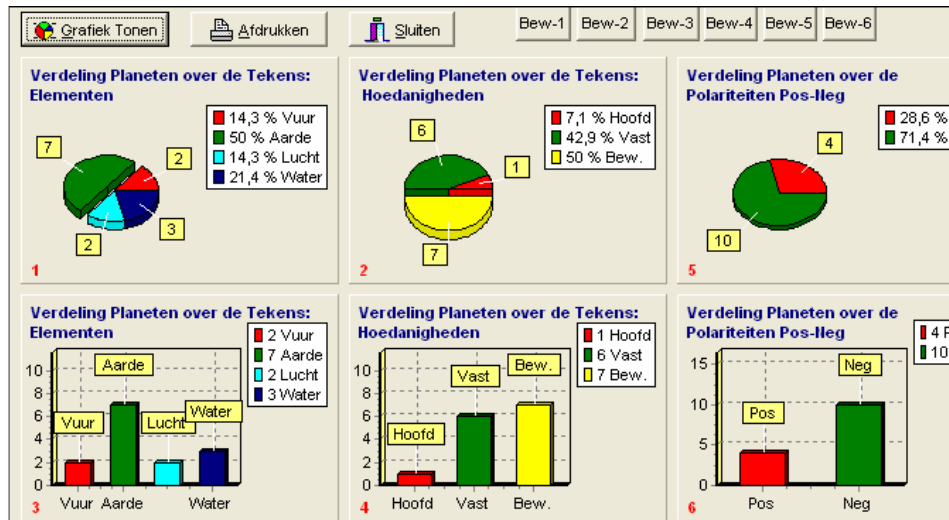 Grafiek Tonen
Afdrukken
Sluiten
Bew-1
Bew-2
Bew-3
Bew-4
Bew-5
Bew-6
Verdeling Planeten over de Tekens:
Elementen
14,3 % Vuur
50 % Aarde
14,3 % Lucht
21,4 % Water
7
2
2
3
1
Verdeling Planeten over de Tekens:
Hoedanigheden
7,1 % Hoofd
42,9 % Vast
50 % Bew.
6
1
7
2
Verdeling Planeten over de
Polariteiten Pos-Neg
28,6 %
71,4 %
4
10
5
Verdeling Planeten over de Tekens:
Elementen
2 Vuur
7 Aarde
2 Lucht
3 Water
10
8
6
4
2
0
Vuur
Aarde
Lucht
Water
Vuur
Aarde
Water
3
Verdeling Planeten over de Tekens:
Hoedanigheden
1 Hoofd
6 Vast
7 Bew.
10
8
6
4
2
0
Hoofd
Vast
Bew.
Hoofd
Vast
Bew.
4
Verdeling Planeten over de
Polariteiten Pos-Neg
4 P
10
15
10
5
0
Pos
Neg
Pos
Neg
6